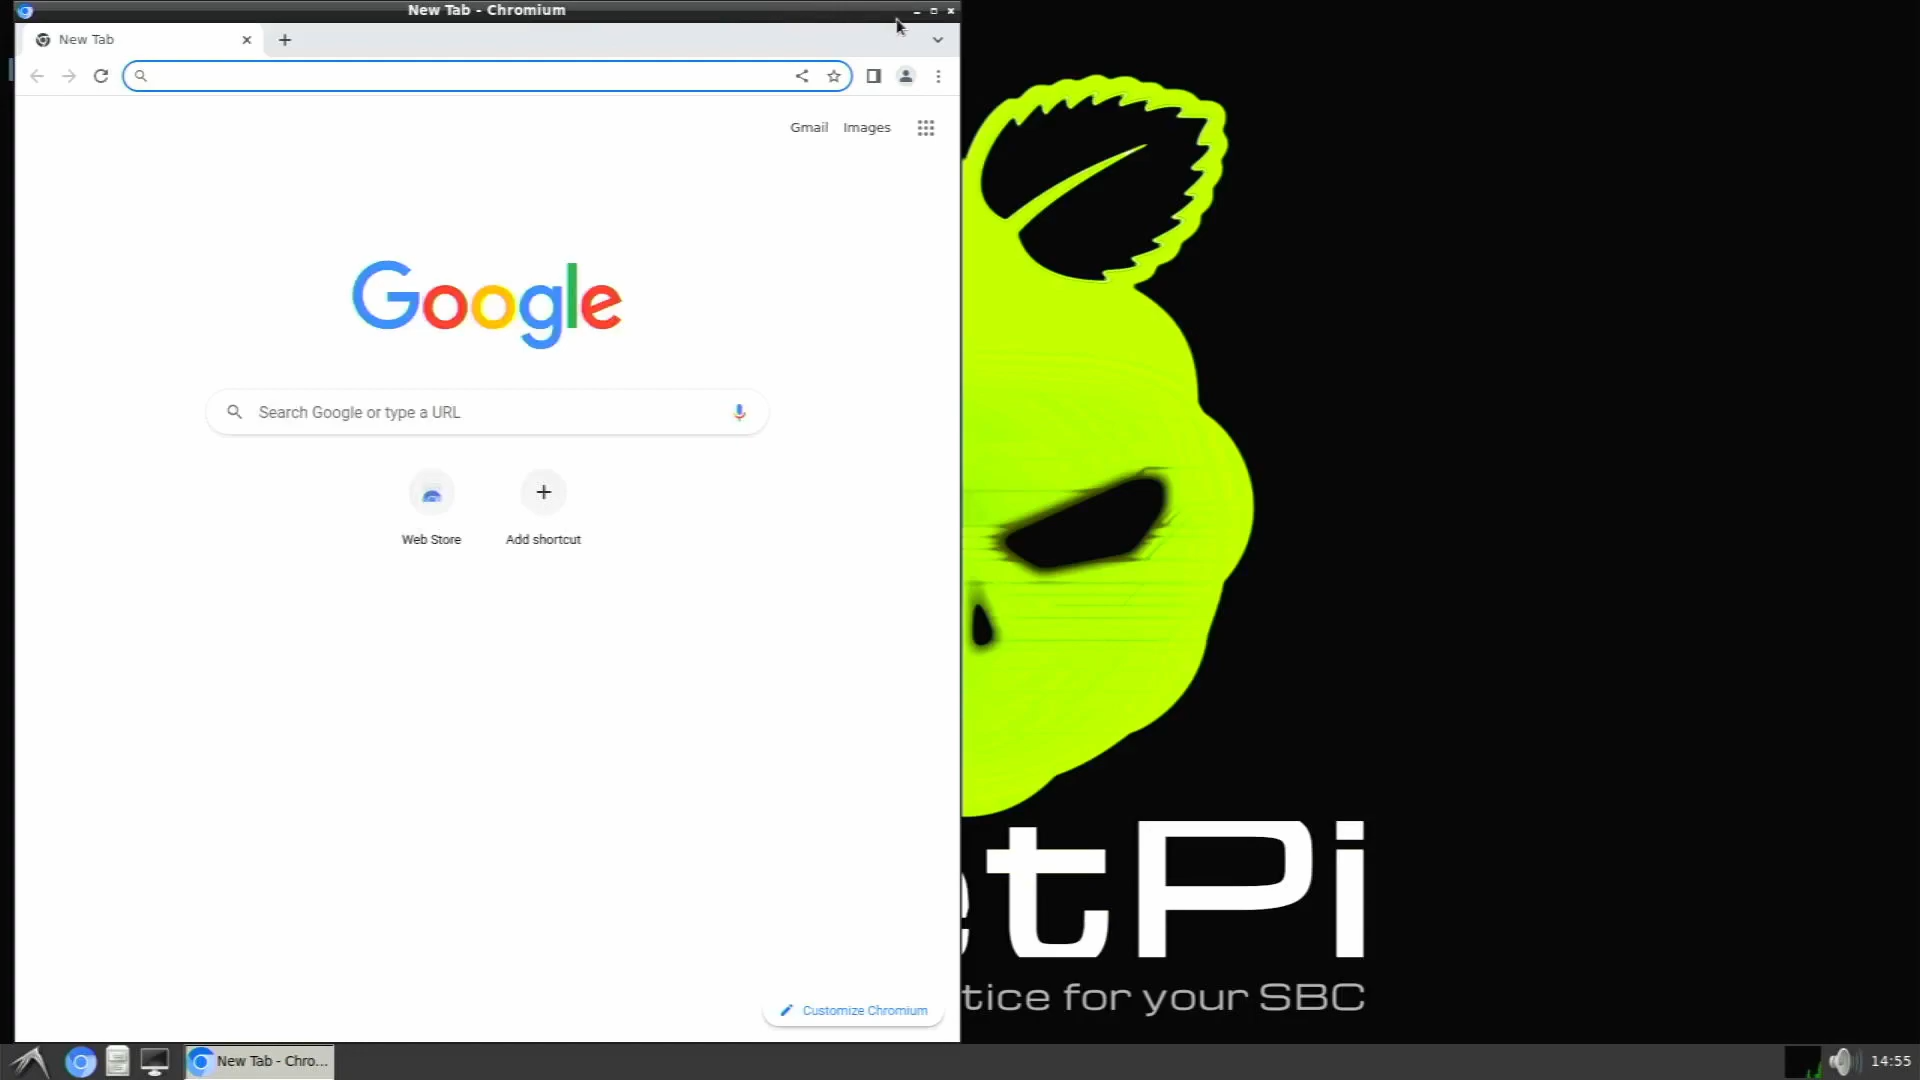 New Tab - Chromium
New Tab
Gmail Images
Google
Search Google or type a URL
Web Store
Add shortcut
tPi
tice for your SBC
Customize Chromium
New Tab - Chro...
14:55